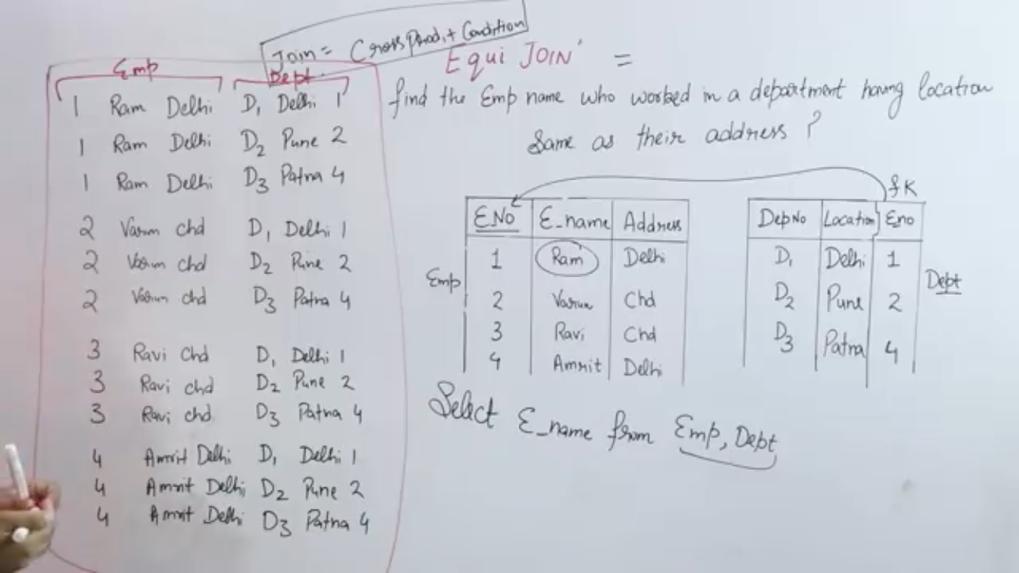 Join = Cross Prod. + Condition
Equi JOIN =
find the Emp name who worked in a department having location
same as their address ?
Emp Dept
1 Ram Delhi D1 Delhi 1
1 Ram Delhi D2 Pune 2
1 Ram Delhi D3 Patna 4
2 Varun chd D1 Delhi 1
2 Varun chd D2 Pune 2
2 Varun chd D3 Patna 4
3 Ravi chd D1 Delhi 1
3 Ravi chd D2 Pune 2
3 Ravi chd D3 Patna 4
4 Amrit Delhi D1 Delhi 1
4 Amrit Delhi D2 Pune 2
4 Amrit Delhi D3 Patna 4
Emp
E.No E_name Address
1 Ram Delhi
2 Varun Chd
3 Ravi Chd
4 Amrit Delhi
fK
DepNo Location Eno
D1 Delhi 1
D2 Pune 2
D3 Patna 4
Dept
Select E_name from Emp, Dept